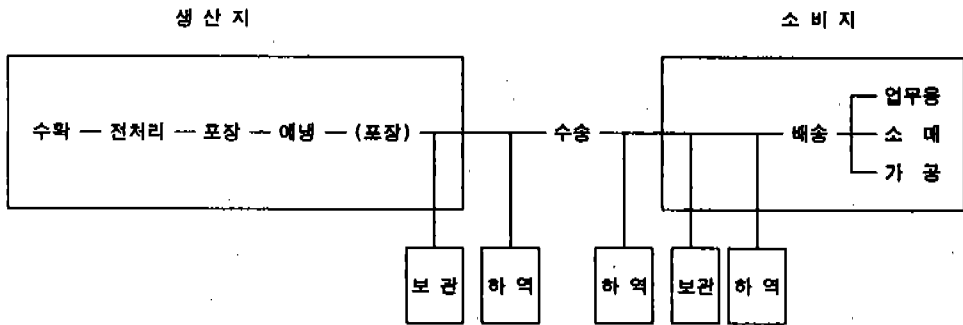 생 산 지
소 비 지
수확 — 전처리 — 포장 — 예냉 — (포장)
수송
배송
업무용
소 매
가 공
보 관
하 역
하 역
보관
하 역